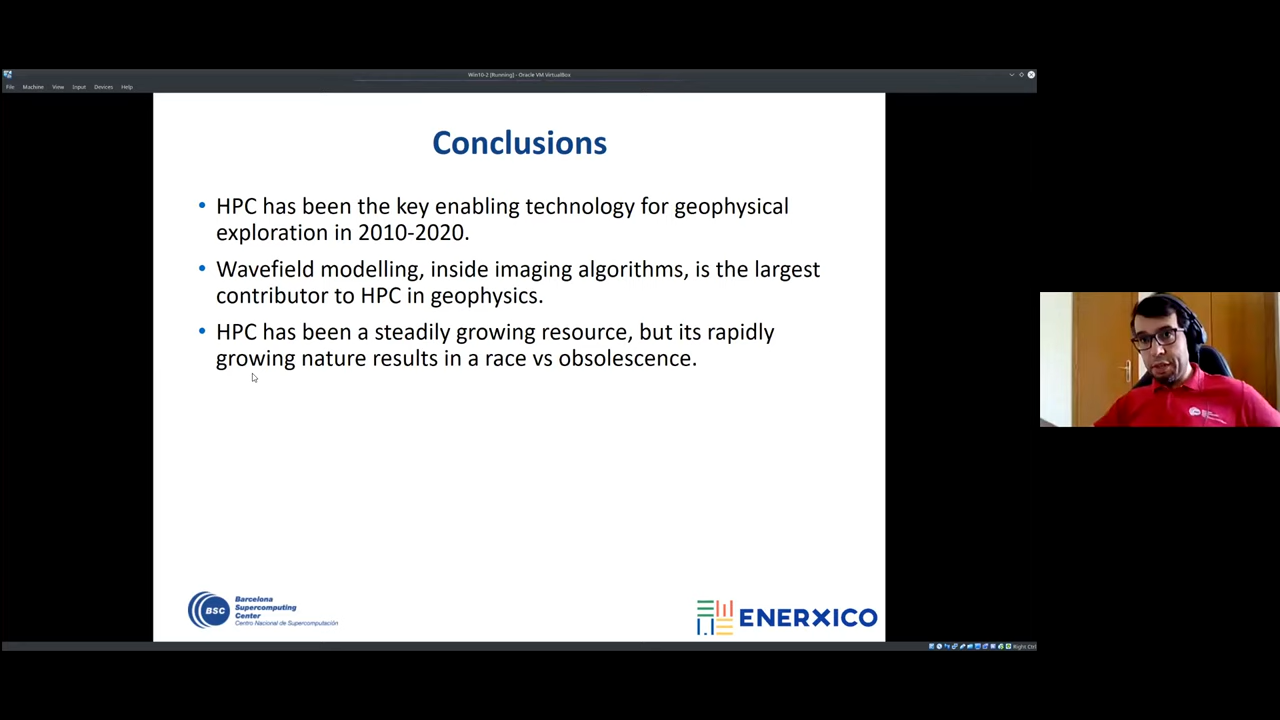 Win10-2 [Running] - Oracle VM VirtualBox
File Machine View Input Devices Help
Conclusions
• HPC has been the key enabling technology for geophysical
exploration in 2010-2020.
• Wavefield modelling, inside imaging algorithms, is the largest
contributor to HPC in geophysics.
• HPC has been a steadily growing resource, but its rapidly
growing nature results in a race vs obsolescence.
BSC
Barcelona
Supercomputing
Center
Centro Nacional de Supercomputación
ENERXICO
Right Ctrl